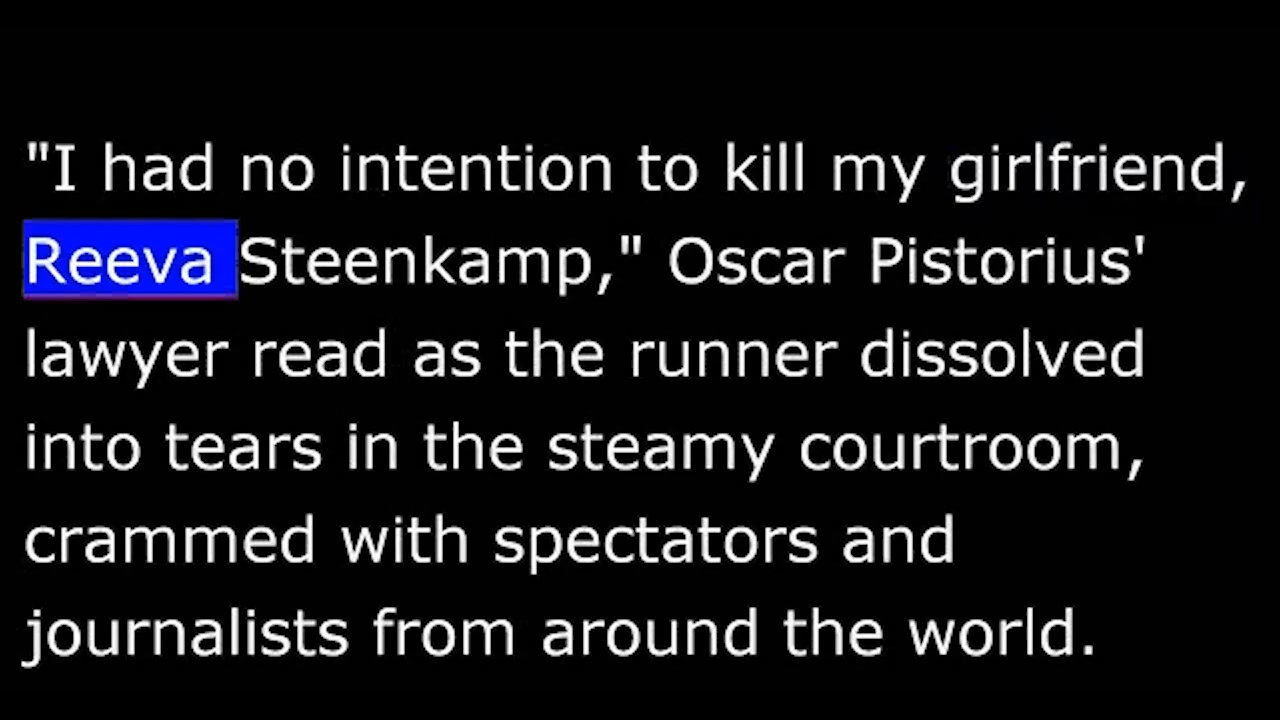 "I had no intention to kill my girlfriend,
Reeva Steenkamp," Oscar Pistorius'
lawyer read as the runner dissolved
into tears in the steamy courtroom,
crammed with spectators and
journalists from around the world.